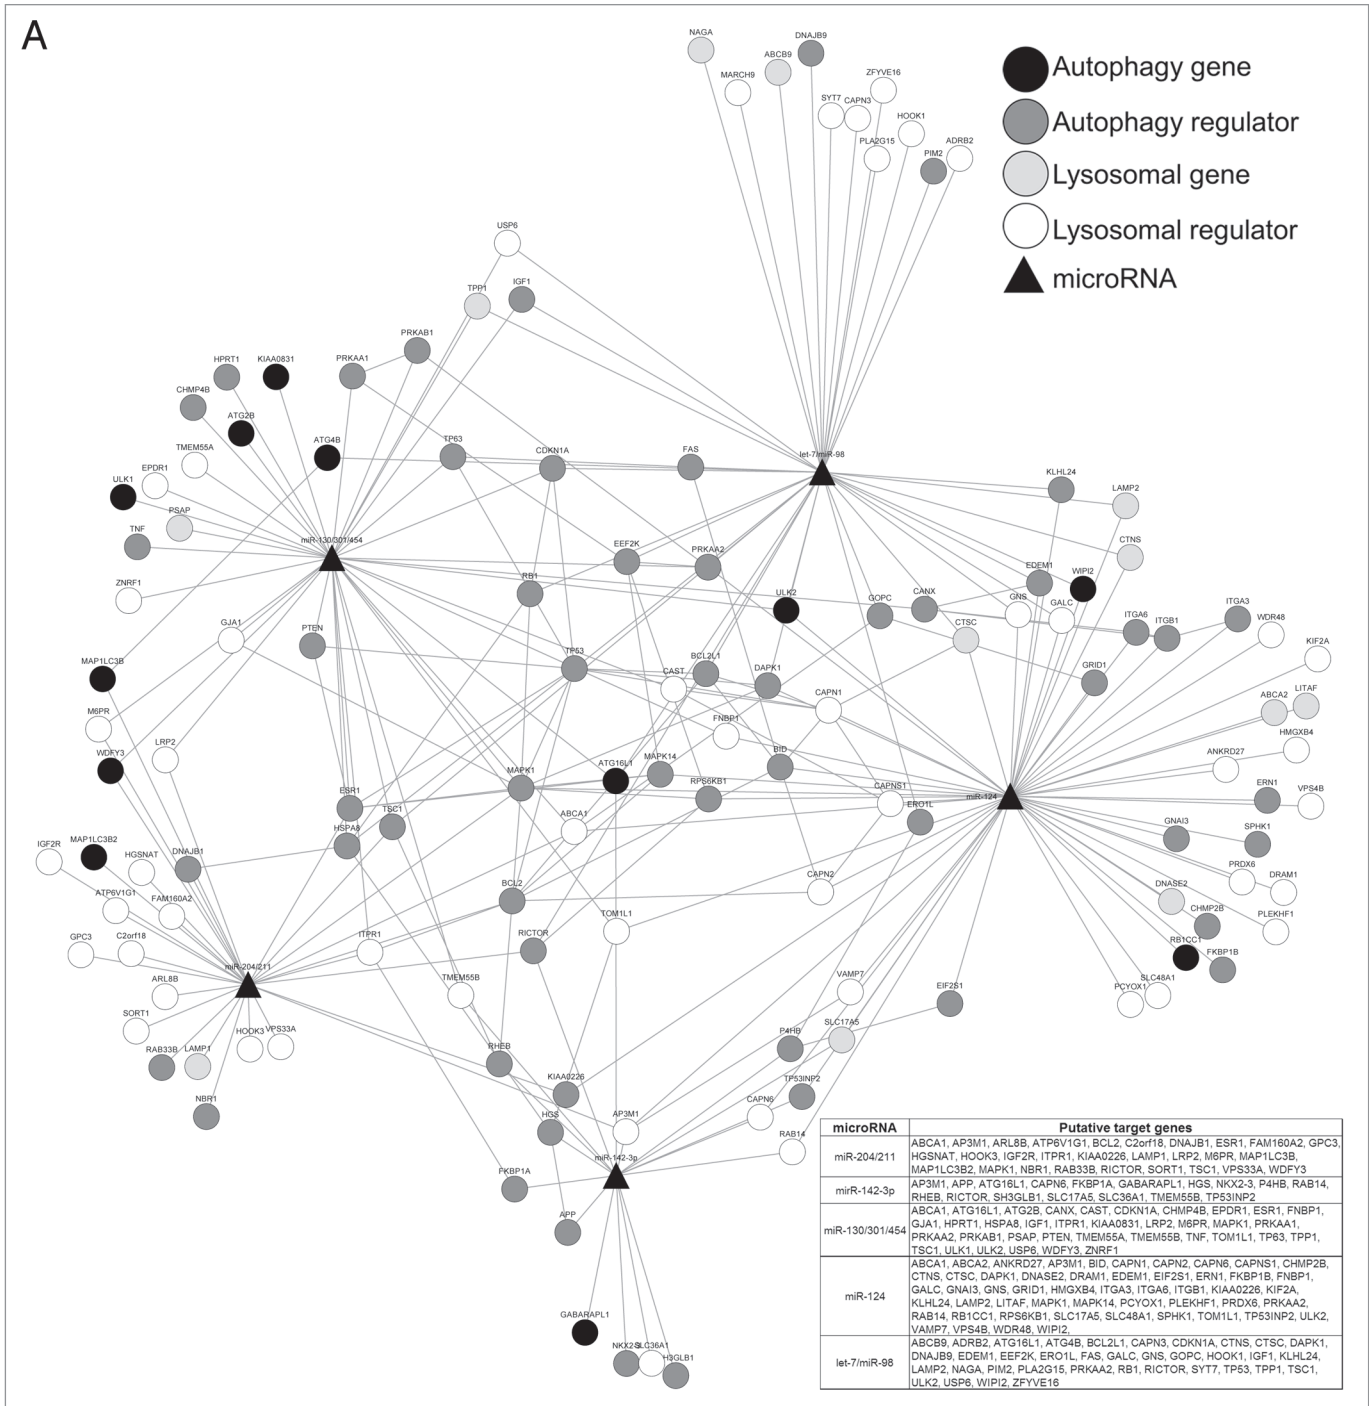 A
NAGA
DNAJB9
ABCB9
MARCH9
ZFYVE16
SYT7
CAPN3
HOOK1
PLA2G15
ADRB2
PIM2
Autophagy gene
Autophagy regulator
Lysosomal gene
Lysosomal regulator
microRNA
USP6
TPP1
IGF1
PRKAB1
HPRT1
KIAA0831
PRKAA1
CHMP4B
ATG2B
ATG4B
TP63
CDKN1A
FAS
let-7/miR-98
TMEM55A
EPDR1
ULK1
PSAP
TNF
miR-130/301/454
KLHL24
LAMP2
CTNS
EEF2K
PRKAA2
RB1
ULK2
EDEM1
WIPI2
GOPC
CANX
GNS
GALC
ZNRF1
GJA1
PTEN
CTSC
ITGA6
ITGB1
ITGA3
WDR48
KIF2A
MAP1LC3B
TP53
CAST
BCL2L1
DAPK1
GRID1
CAPN1
ABCA2
LITAF
M6PR
FNBP1
HMGXB4
WDFY3
LRP2
MAPK1
ATG16L1
MAPK14
BID
RPS6KB1
ANKRD27
CAPNS1
miR-124
ERN1
VPS4B
ESR1
TSC1
HSPA8
ABCA1
ERO1L
GNAI3
SPHK1
IGF2R
MAP1LC3B2
HGSNAT
DNAJB1
PRDX6
DRAM1
ATP6V1G1
FAM160A2
BCL2
CAPN2
DNASE2
CHMP2B
TOM1L1
PLEKHF1
GPC3
C2orf18
ITPR1
RICTOR
RB1CC1
FKBP1B
miR-204/211
ARL8B
TMEM55B
VAMP7
EIF2S1
PCYOX1
SLC48A1
SORT1
HOOK3
VPS33A
RAB33B
LAMP1
RHEB
P4HB
SLC17A5
KIAA0226
TP53INP2
NBR1
HGS
AP3M1
CAPN6
RAB14
miR-142-3p
FKBP1A
APP
GABARAPL1
NKX2-3
SLC36A1
H3GLB1
microRNA Putative target genes
miR-204/211
ABCA1, AP3M1, ARL8B, ATP6V1G1, BCL2, C2orf18, DNAJB1, ESR1, FAM160A2, GPC3,
HGSNAT, HOOK3, IGF2R, ITPR1, KIAA0226, LAMP1, LRP2, M6PR, MAP1LC3B,
MAP1LC3B2, MAPK1, NBR1, RAB33B, RICTOR, SORT1, TSC1, VPS33A, WDFY3
mirR-142-3p
AP3M1, APP, ATG16L1, CAPN6, FKBP1A, GABARAPL1, HGS, NKX2-3, P4HB, RAB14,
RHEB, RICTOR, SH3GLB1, SLC17A5, SLC36A1, TMEM55B, TP53INP2
miR-130/301/454
ABCA1, ATG16L1, ATG2B, CANX, CAST, CDKN1A, CHMP4B, EPDR1, ESR1, FNBP1,
GJA1, HPRT1, HSPA8, IGF1, ITPR1, KIAA0831, LRP2, M6PR, MAPK1, PRKAA1,
PRKAA2, PRKAB1, PSAP, PTEN, TMEM55A, TMEM55B, TNF, TOM1L1, TP63, TPP1,
TSC1, ULK1, ULK2, USP6, WDFY3, ZNRF1
miR-124
ABCA1, ABCA2, ANKRD27, AP3M1, BID, CAPN1, CAPN2, CAPN6, CAPNS1, CHMP2B,
CTNS, CTSC, DAPK1, DNASE2, DRAM1, EDEM1, EIF2S1, ERN1, FKBP1B, FNBP1,
GALC, GNAI3, GNS, GRID1, HMGXB4, ITGA3, ITGA6, ITGB1, KIAA0226, KIF2A,
KLHL24, LAMP2, LITAF, MAPK1, MAPK14, PCYOX1, PLEKHF1, PRDX6, PRKAA2,
RAB14, RB1CC1, RPS6KB1, SLC17A5, SLC48A1, SPHK1, TOM1L1, TP53INP2, ULK2,
VAMP7, VPS4B, WDR48, WIPI2,
let-7/miR-98
ABCB9, ADRB2, ATG16L1, ATG4B, BCL2L1, CAPN3, CDKN1A, CTNS, CTSC, DAPK1,
DNAJB9, EDEM1, EEF2K, ERO1L, FAS, GALC, GNS, GOPC, HOOK1, IGF1, KLHL24,
LAMP2, NAGA, PIM2, PLA2G15, PRKAA2, RB1, RICTOR, SYT7, TP53, TPP1, TSC1,
ULK2, USP6, WIPI2, ZFYVE16